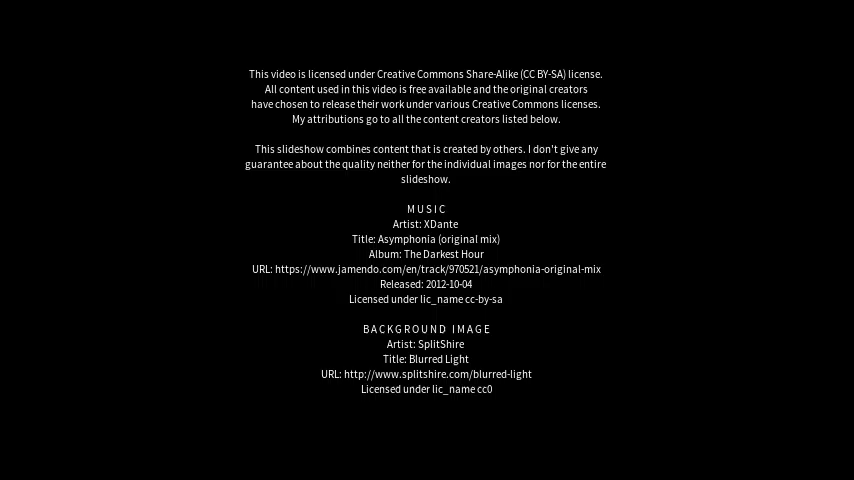 This video is licensed under Creative Commons Share-Alike (CC BY-SA) license.
All content used in this video is free available and the original creators
have chosen to release their work under various Creative Commons licenses.
My attributions go to all the content creators listed below.
This slideshow combines content that is created by others. I don't give any
guarantee about the quality neither for the individual images nor for the entire
slideshow.
MUSIC
Artist: XDante
Title: Asymphonia (original mix)
Album: The Darkest Hour
URL: https://www.jamendo.com/en/track/970521/asymphonia-original-mix
Released: 2012-10-04
Licensed under lic_name cc-by-sa
BACKGROUND IMAGE
Artist: SplitShire
Title: Blurred Light
URL: http://www.splitshire.com/blurred-light
Licensed under lic_name cc0